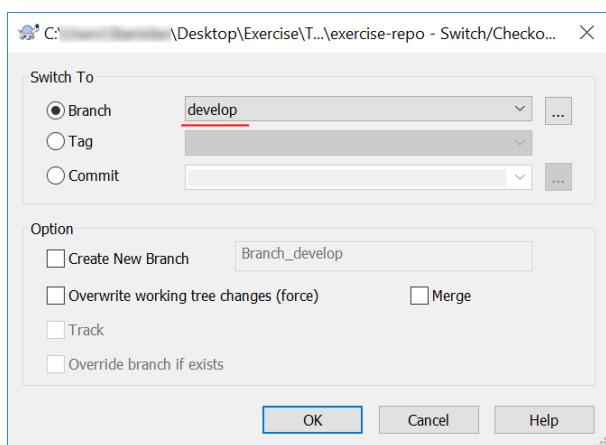 C:\ \Desktop\Exercise\T...\exercise-repo - Switch/Checko...
Switch To
Branch develop ...
Tag
Commit ...
Option
Create New Branch Branch_develop
Overwrite working tree changes (force) Merge
Track
Override branch if exists
OK Cancel Help